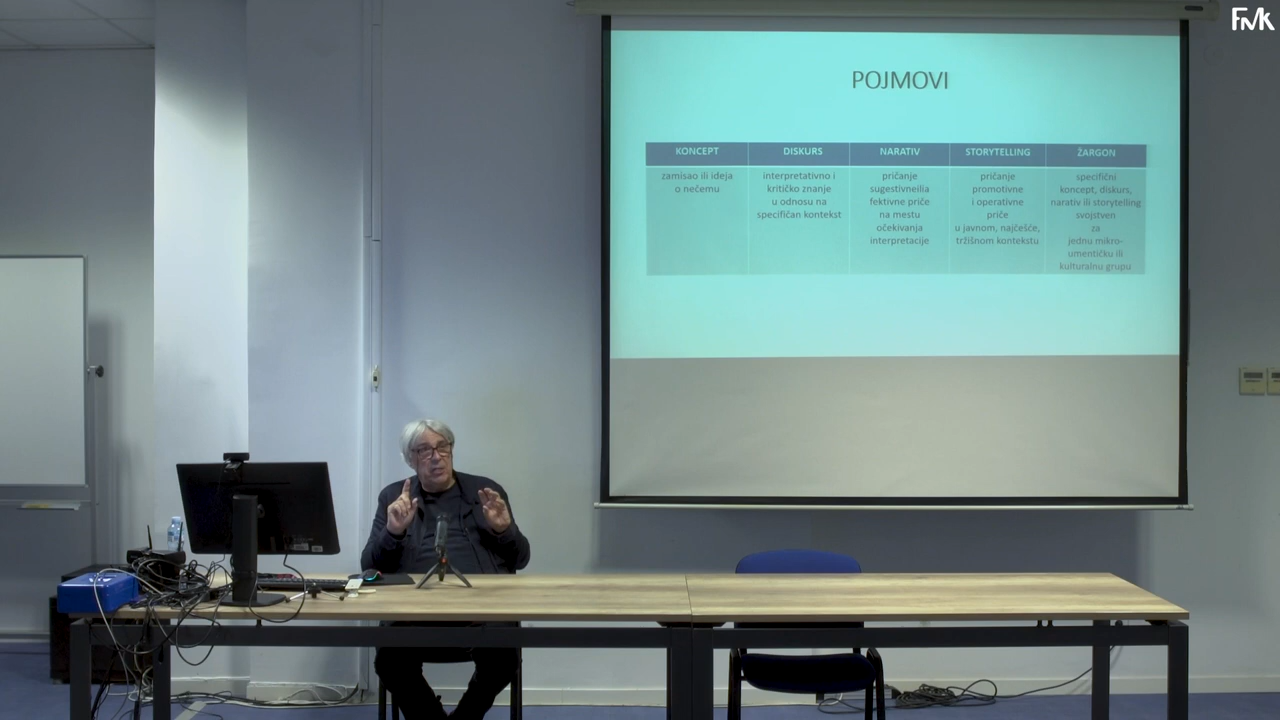 FMK
POJMOVI
KONCEPT
DISKURS
NARATIV
STORYTELLING
ŽARGON
zamisao ili ideja
o nečemu
interpretativno i
kritičko znanje
u odnosu na
specifičan kontekst
pričanje
sugestivneilia
fektivne priče
na mestu
očekivanja
interpretacije
pričanje
promotivne
i operativne
priče
u javnom, najčešće,
tržišnom kontekstu
specifični
koncept, diskurs,
narativ ili storytelling
svojstven
za
jednu mikro-
umentičku ili
kulturalnu grupu